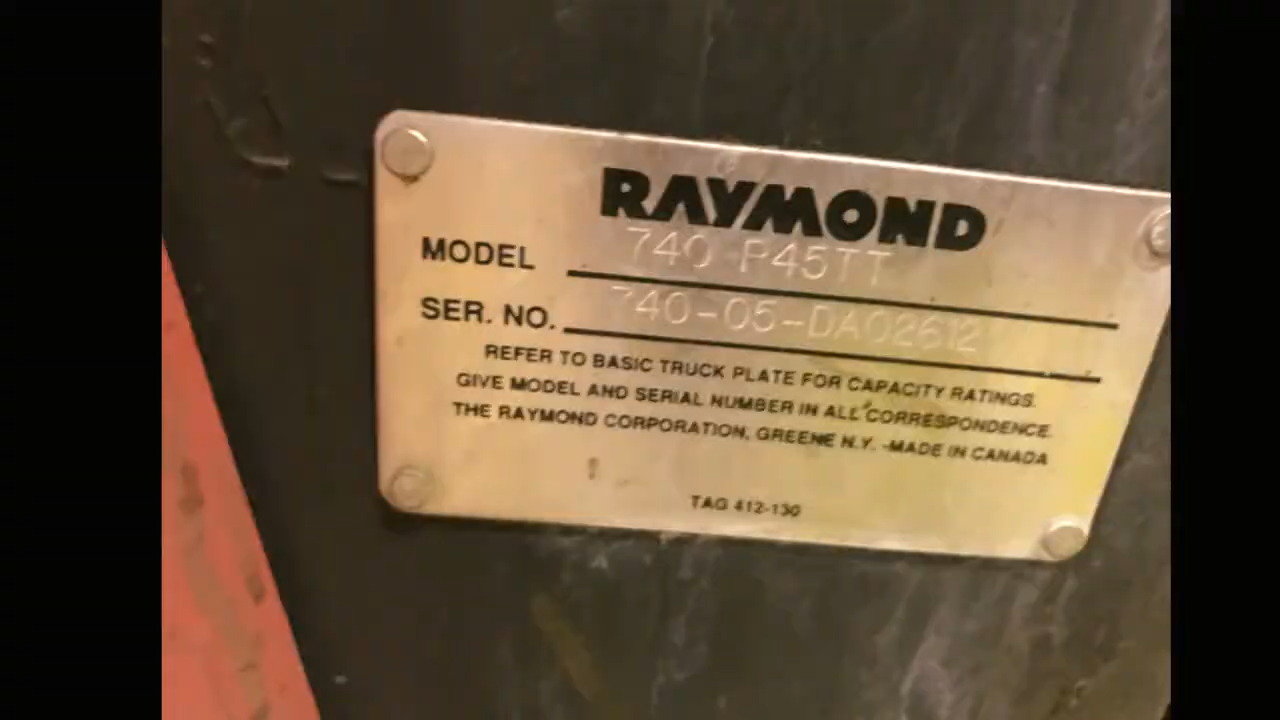 RAYMOND
MODEL 740 P45TT
SER. NO. 740-05-DA02612
REFER TO BASIC TRUCK PLATE FOR CAPACITY RATINGS.
GIVE MODEL AND SERIAL NUMBER IN ALL CORRESPONDENCE.
THE RAYMOND CORPORATION, GREENE N.Y. -MADE IN CANADA
TAG 412-130